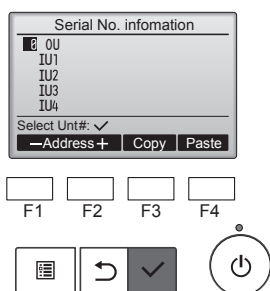 Serial No. infomation
0 OU
IU1
IU2
IU3
IU4
Select Unt#: ✓
−Address+ Copy Paste
F1 F2 F3 F4